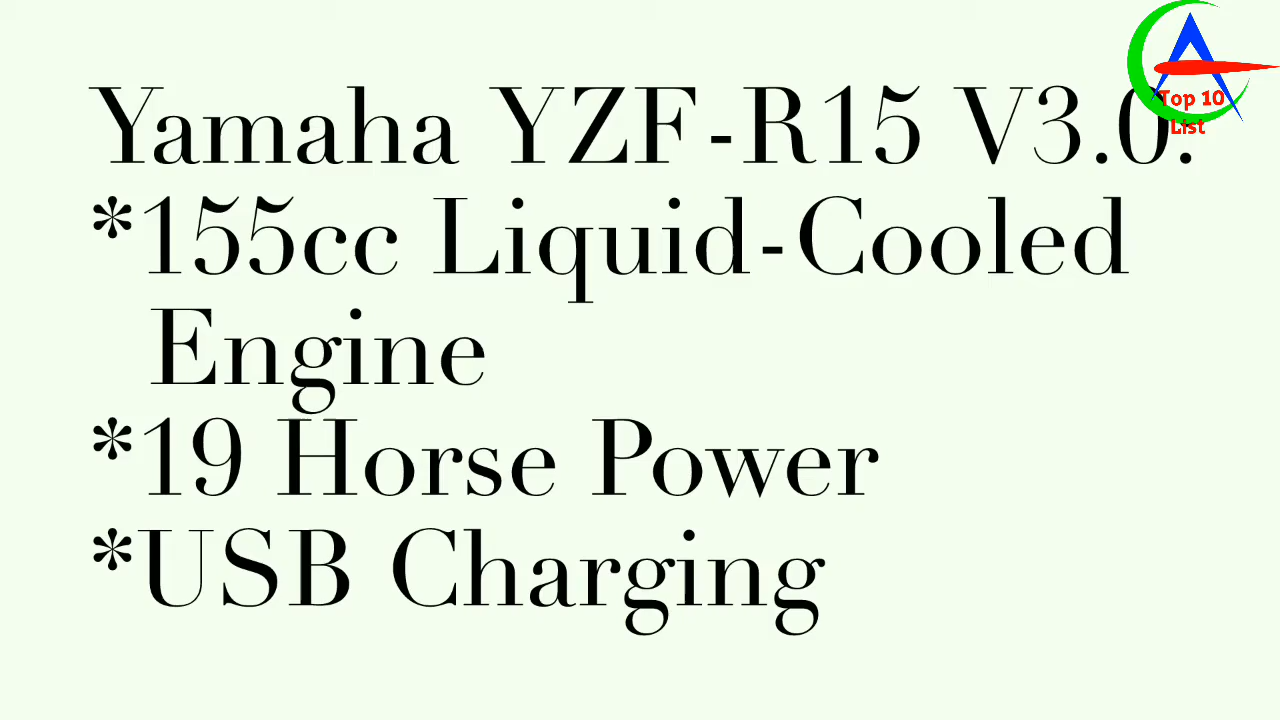 Yamaha YZF-R15 V3.0.
*155cc Liquid-Cooled
Engine
*19 Horse Power
*USB Charging
Top 10
List